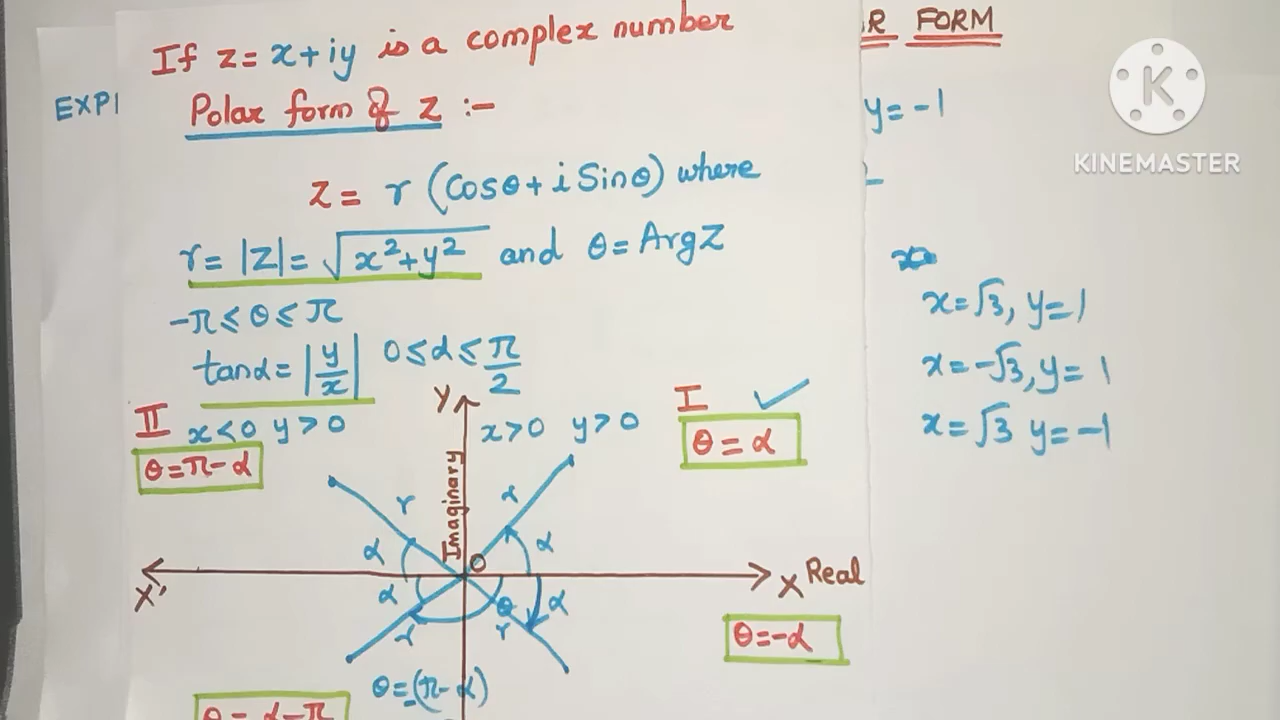 If z = x + iy is a complex number
R FORM
EXPl
Polar form of z :-
y = -1
KINEMASTER
z = r (Cosθ + i Sinθ) where
r = |z| = √x²+y² and θ = Arg z
-π ≤ θ ≤ π
x = √3, y = 1
tanα = |y/x| 0 ≤ α ≤ π/2
x = -√3, y = 1
x = √3 y = -1
II x < 0 y > 0
Y
x > 0 y > 0
I ✓
θ = π - α
θ = α
Imaginary
r
r
α
α
O
X'
X Real
α
θ
α
r
r
θ = -α
θ = -(π - α)
θ = α - π